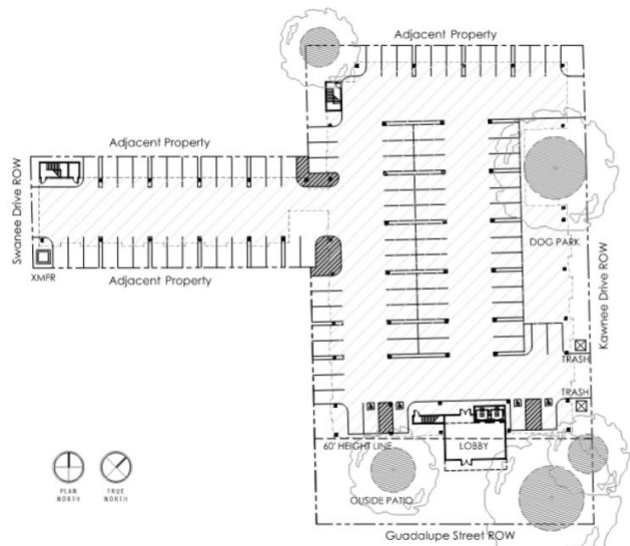 Adjacent Property
Adjacent Property
Swanee Drive ROW
DOG PARK
Kawnee Drive ROW
XMFR
Adjacent Property
TRASH
TRASH
60' HEIGHT LINE
LOBBY
PLAN
NORTH
TRUE
NORTH
OUSIDE PATIO
Guadalupe Street ROW